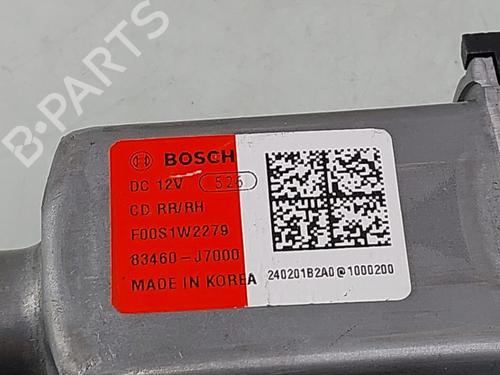 B-PARTS
BOSCH
DC 12V 526
CD RR/RH
F00S1W2279
83460-J7000
MADE IN KOREA
240201B2A0@1000200